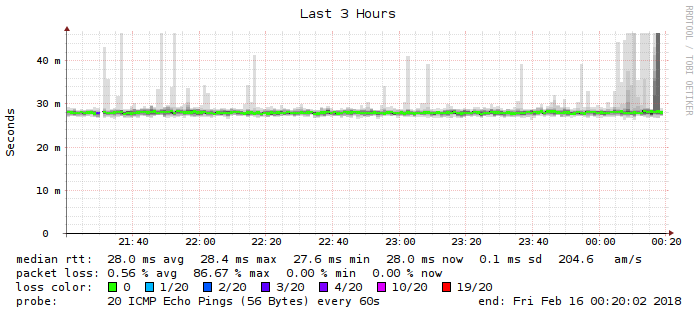 Last 3 Hours
RRDTOOL / TOBI OETIKER
Seconds
40 m
30 m
20 m
10 m
0
21:40 22:00 22:20 22:40 23:00 23:20 23:40 00:00 00:20
median rtt: 28.0 ms avg 28.4 ms max 27.6 ms min 28.0 ms now 0.1 ms sd 204.6 am/s
packet loss: 0.56 % avg 86.67 % max 0.00 % min 0.00 % now
loss color: 0 1/20 2/20 3/20 4/20 10/20 19/20
probe: 20 ICMP Echo Pings (56 Bytes) every 60s end: Fri Feb 16 00:20:02 2018